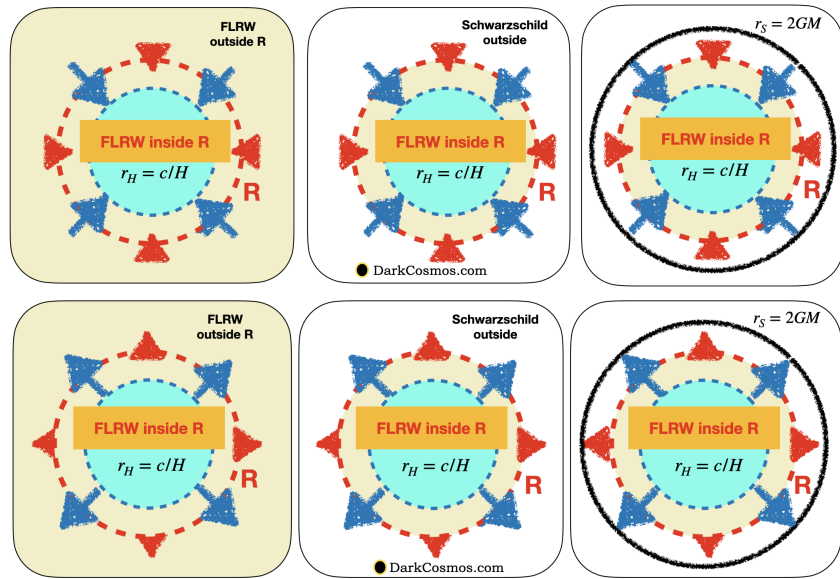 FLRW
outside R
FLRW inside R
r_H = c/H
R
Schwarzschild
outside
FLRW inside R
r_H = c/H
R
DarkCosmos.com
r_S = 2GM
FLRW inside R
r_H = c/H
R
FLRW
outside R
FLRW inside R
r_H = c/H
R
Schwarzschild
outside
FLRW inside R
r_H = c/H
R
DarkCosmos.com
r_S = 2GM
FLRW inside R
r_H = c/H
R